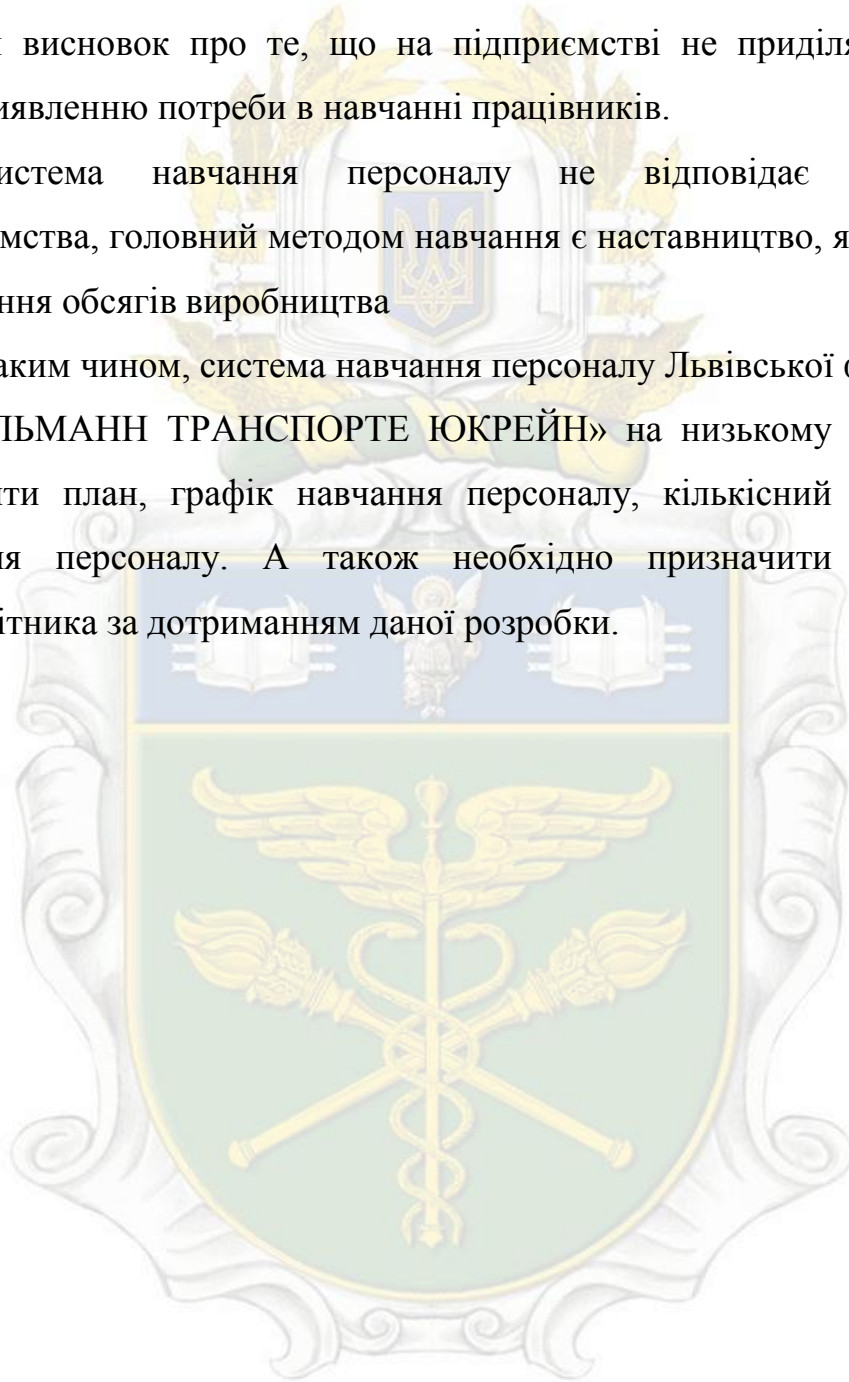 висновок про те, що на підприємстві не приділя
иявленню потреби в навчанні працівників.
истема навчання персоналу не відповідає
мства, головний методом навчання є наставництво, я
ння обсягів виробництва
аким чином, система навчання персоналу Львівської
ЛЬМАНН ТРАНСПОРТЕ ЮКРЕЙН» на низькому
ити план, графік навчання персоналу, кількісний
ня персоналу. А також необхідно призначити
ітника за дотриманням даної розробки.